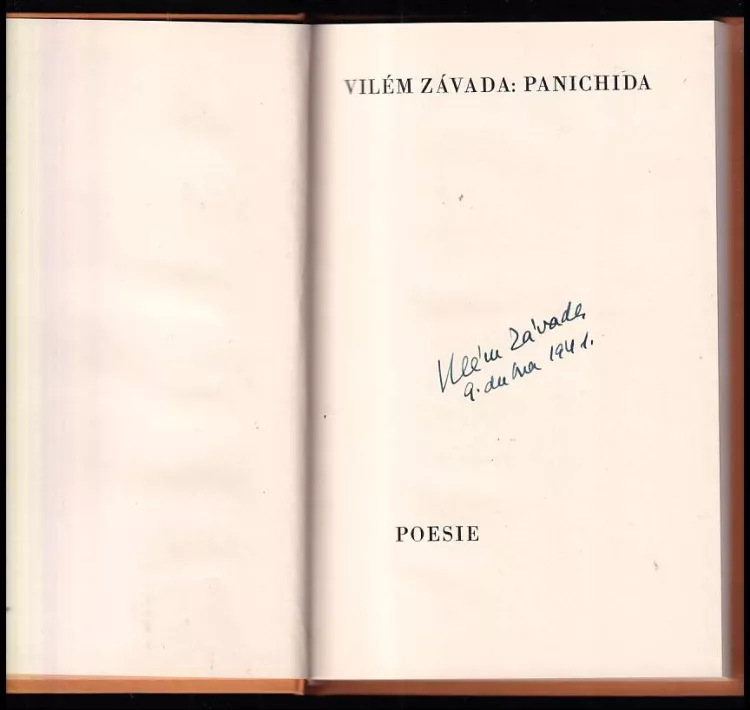 VILÉM ZÁVADA: PANICHIDA
Vilém Závada
9. dubna 1941.
POESIE